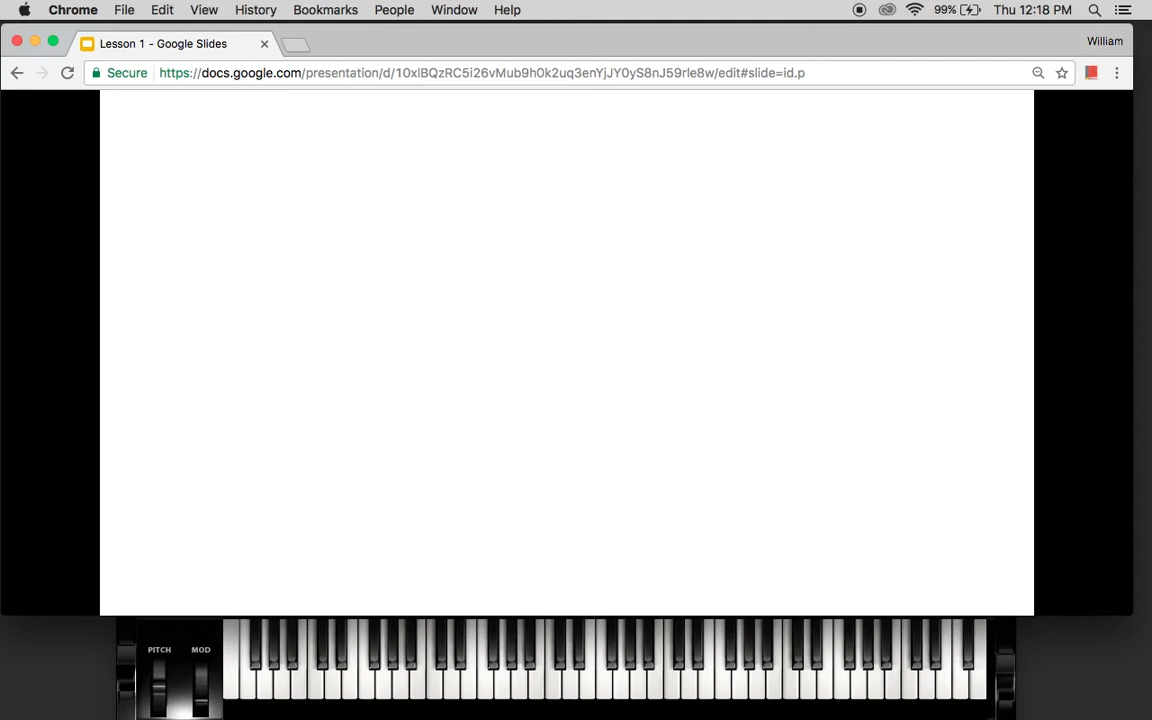 Chrome File Edit View History Bookmarks People Window Help 99% Thu 12:18 PM
Lesson 1 - Google Slides William
Secure https://docs.google.com/presentation/d/10xlBQzRC5i26vMub9h0k2uq3enYjJY0yS8nJ59rle8w/edit#slide=id.p
PITCH MOD